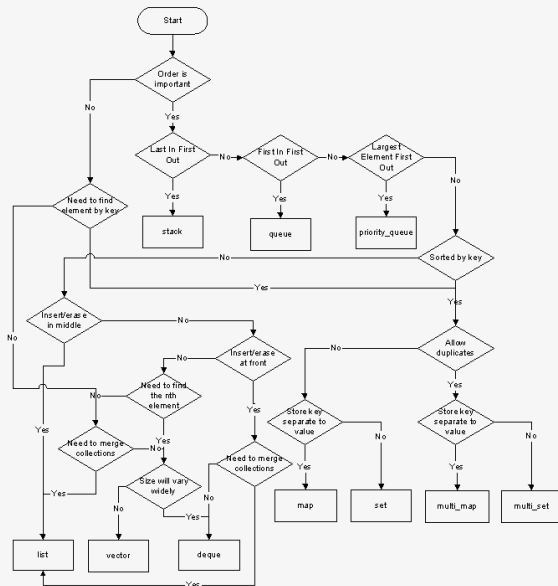 Start
Order is
important
No
Yes
Last In First
Out
No
First In First
Out
No
Largest
Element First
Out
No
Yes
Yes
Yes
Need to find
element by key
stack
queue
priority_queue
No
Sorted by key
No
Yes
Yes
Insert/erase
in middle
No
Insert/erase
at front
No
Allow
duplicates
No
No
Need to find
the nth
element
Yes
Yes
Store key
separate to
value
Store key
separate to
value
Need to merge
collections
No
Yes
Need to merge
collections
Size will vary
widely
No
Yes
No
Yes
No
Yes
Yes
No
Yes
map
set
multi_map
multi_set
list
vector
deque
Yes